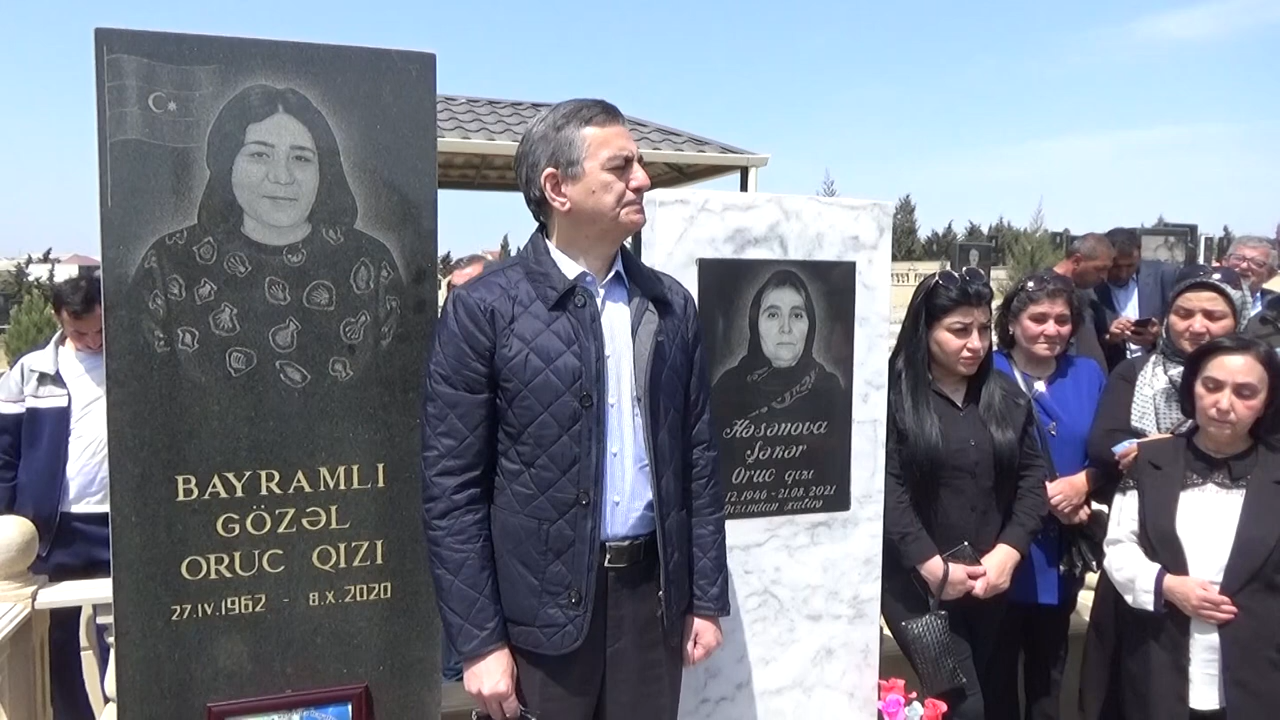 BAYRAMLI
GÖZƏL
ORUC QIZI
27.IV.1962 - 8.X.2020
Həsənova
Şəkər
Oruc qızı
12.1946 - 21.08.2021
qızından xatirə